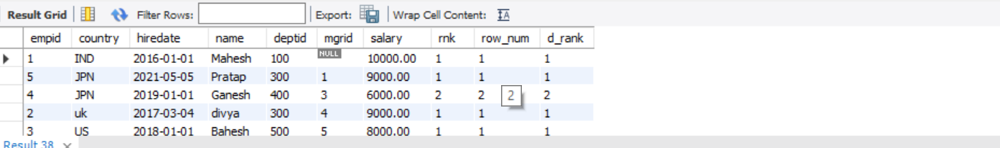 Result Grid Filter Rows: Export: Wrap Cell Content: IA
empid country hiredate name deptid mgrid salary rnk row_num d_rank
1 IND 2016-01-01 Mahesh 100 NULL 10000.00 1 1 1
5 JPN 2021-05-05 Pratap 300 1 9000.00 1 1 1
4 JPN 2019-01-01 Ganesh 400 3 6000.00 2 2 2 2
2 uk 2017-03-04 divya 300 4 9000.00 1 1 1
3 US 2018-01-01 Bahesh 500 5 8000.00 1 1 1
Result 38 ×